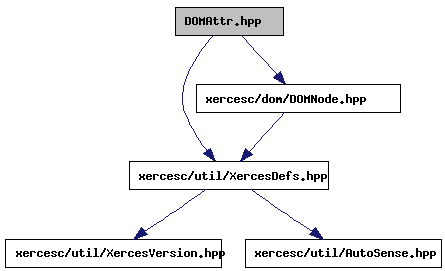 DOMAttr.hpp
xercesc/dom/DOMNode.hpp
xercesc/util/XercesDefs.hpp
xercesc/util/XercesVersion.hpp
xercesc/util/AutoSense.hpp